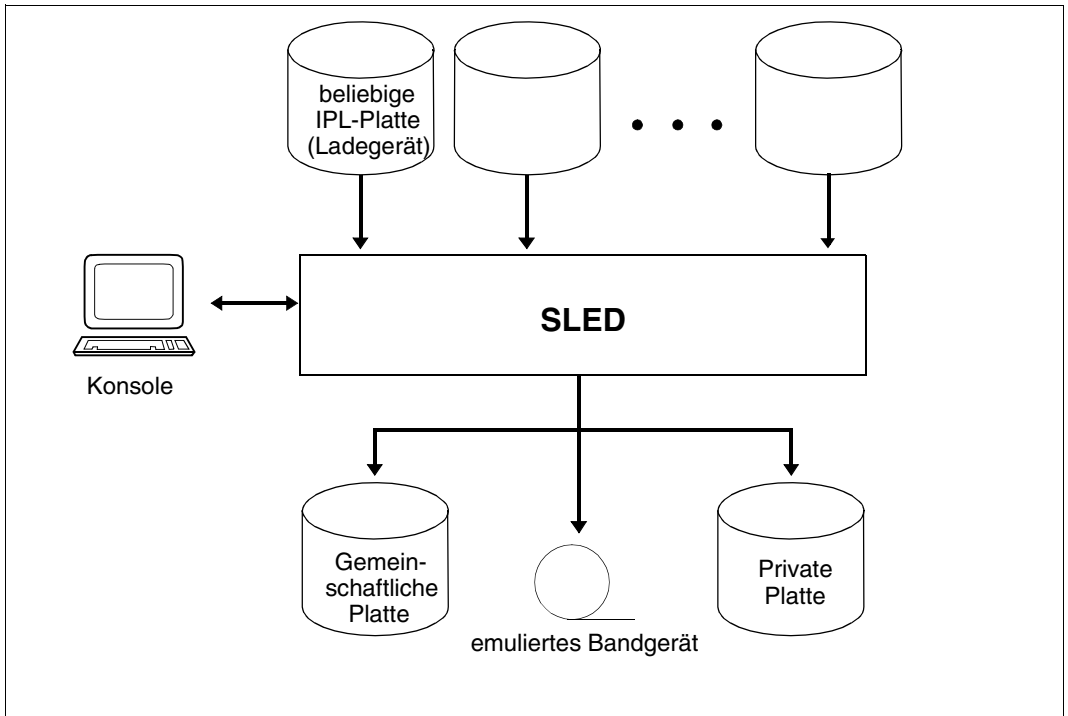 beliebige
IPL-Platte
(Ladegerät)
SLED
Konsole
Gemein-
schaftliche
Platte
emuliertes Bandgerät
Private
Platte